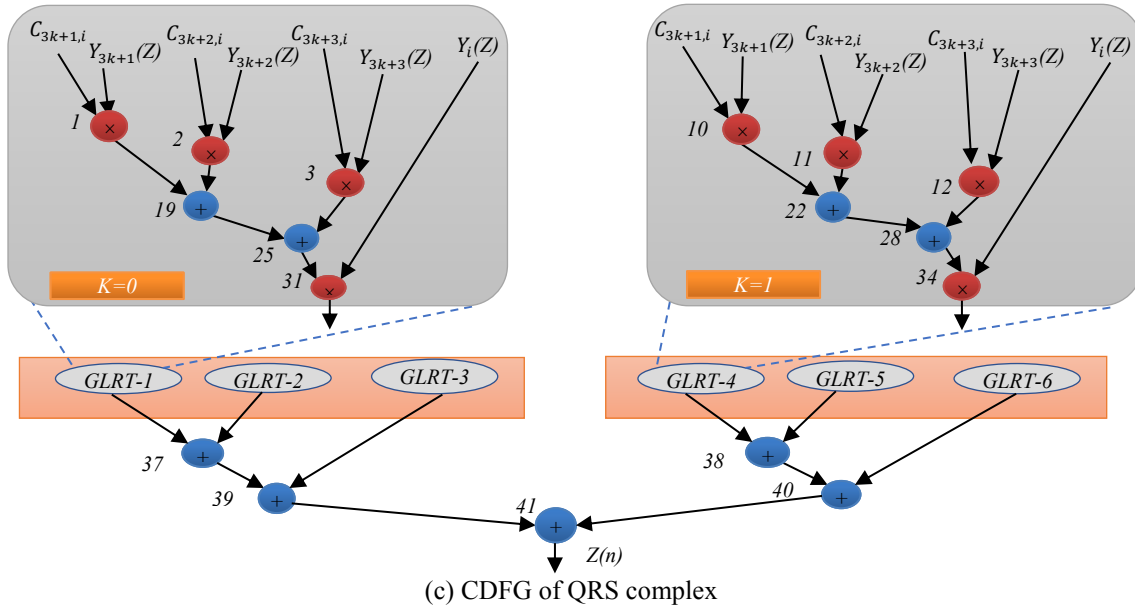 C3k+1,i Y3k+1(Z) C3k+2,i Y3k+2(Z) C3k+3,i Y3k+3(Z) Yi(Z)
1 ×
2 ×
3 ×
19 +
25 +
31 ×
K=0
C3k+1,i Y3k+1(Z) C3k+2,i Y3k+2(Z) C3k+3,i Y3k+3(Z) Yi(Z)
10 ×
11 ×
12 ×
22 +
28 +
34 ×
K=1
GLRT-1 GLRT-2 GLRT-3
GLRT-4 GLRT-5 GLRT-6
37 +
38 +
39 +
40 +
41 +
Z(n)
(c) CDFG of QRS complex